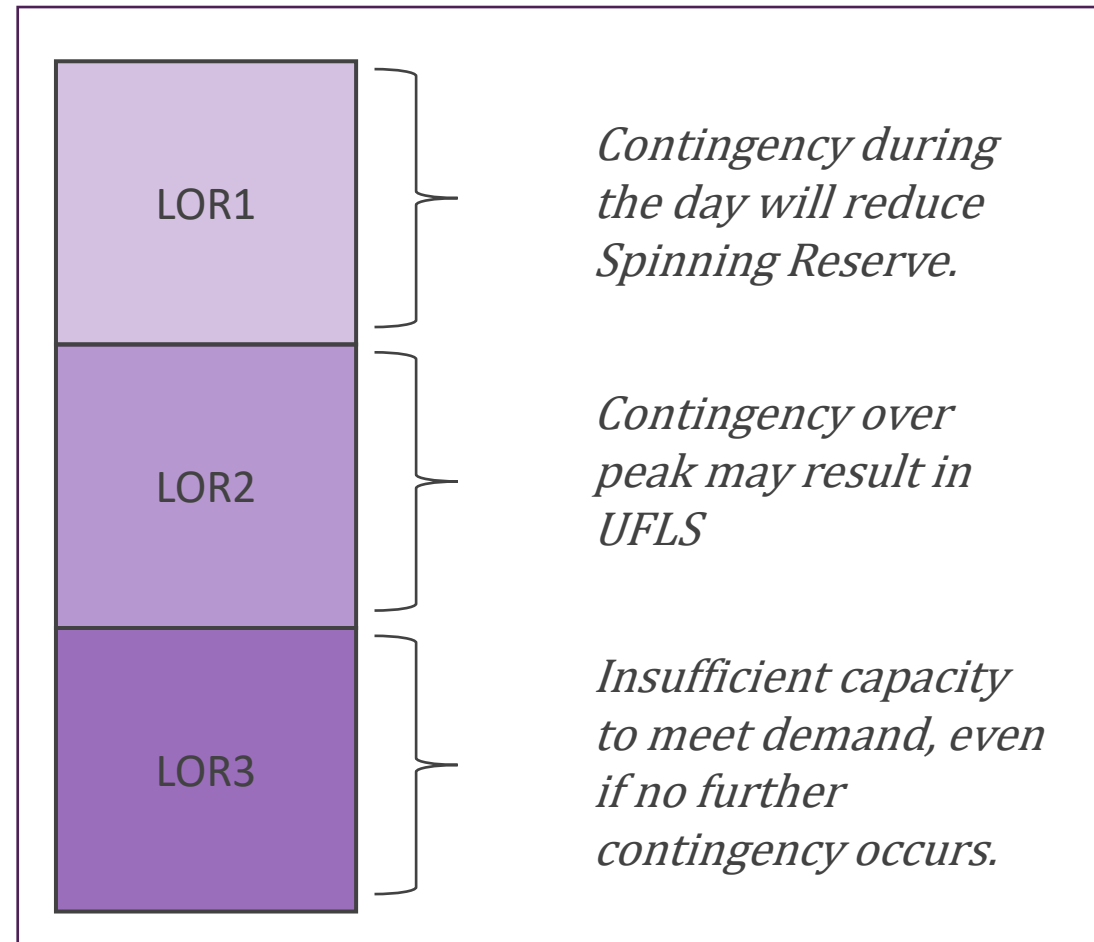 LOR1
Contingency during
the day will reduce
Spinning Reserve.
LOR2
Contingency over
peak may result in
UFLS
LOR3
Insufficient capacity
to meet demand, even
if no further
contingency occurs.